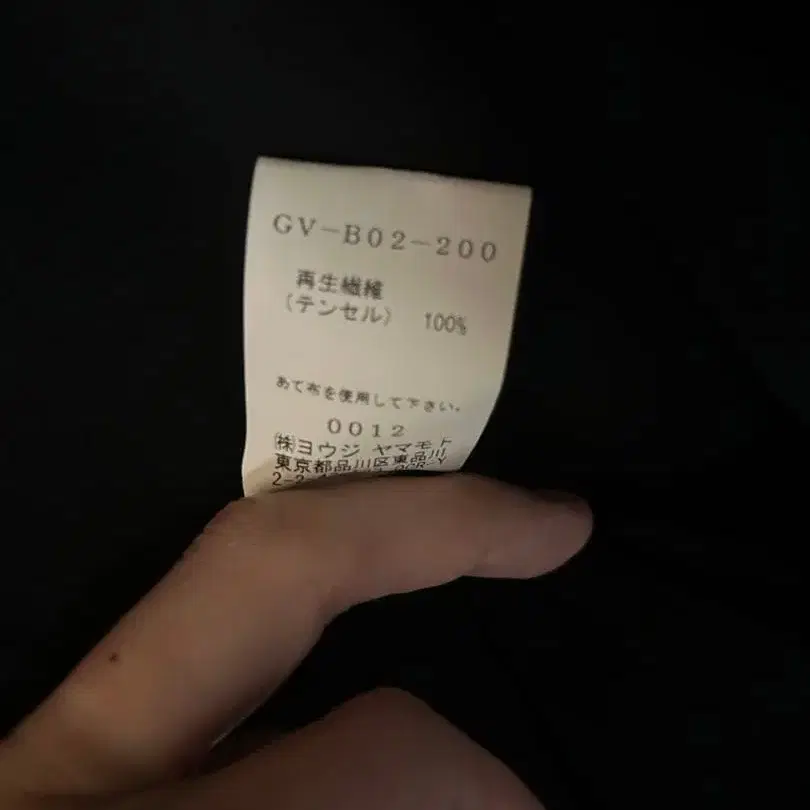 GV-B02-200
再生繊維
(テンセル) 100%
あて布を使用して下さい。
0012
㈱ヨウジ ヤマモト
東京都品川区東品川
2-2-